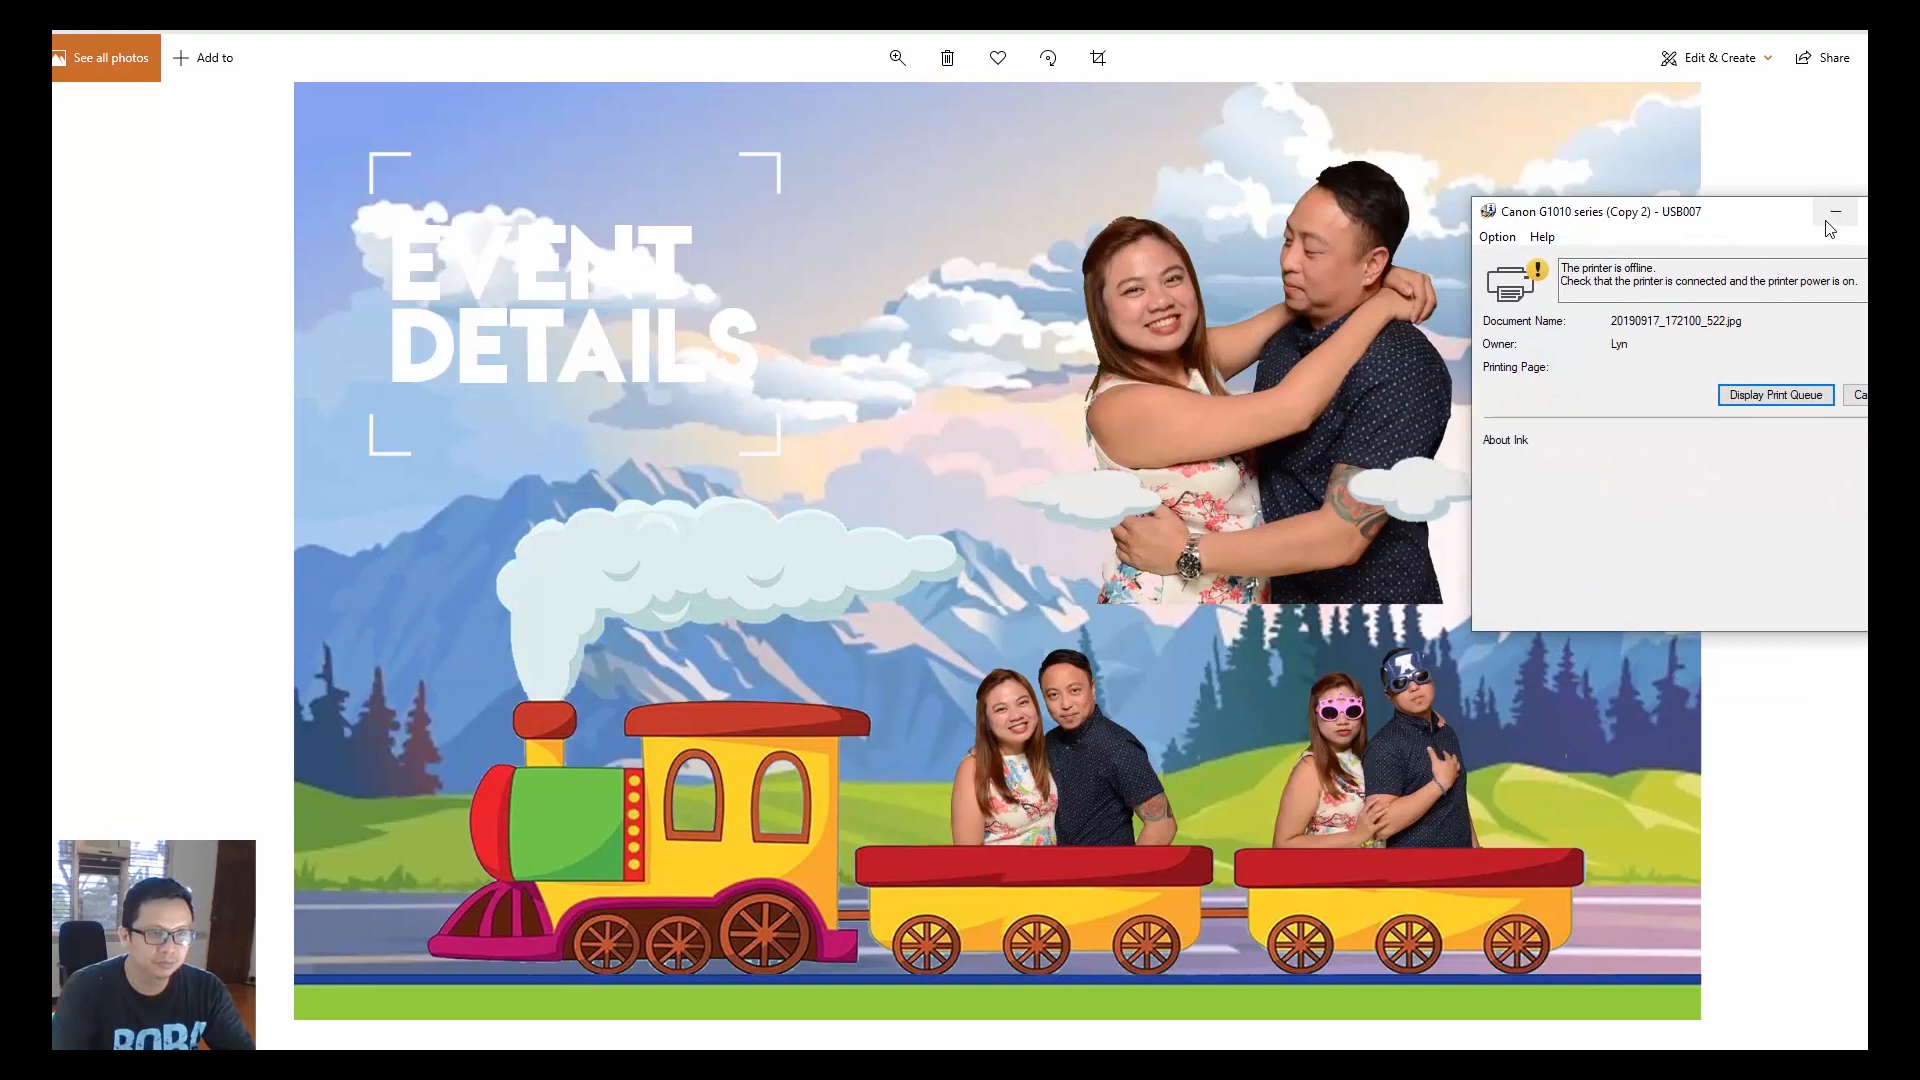 See all photos
Add to
Edit & Create
Share
EVENT
DETAILS
Canon G1010 series (Copy 2) - USB007
Option Help
The printer is offline.
Check that the printer is connected and the printer power is on.
Document Name: 20190917_172100_522.jpg
Owner: Lyn
Printing Page:
Display Print Queue
Ca
About Ink